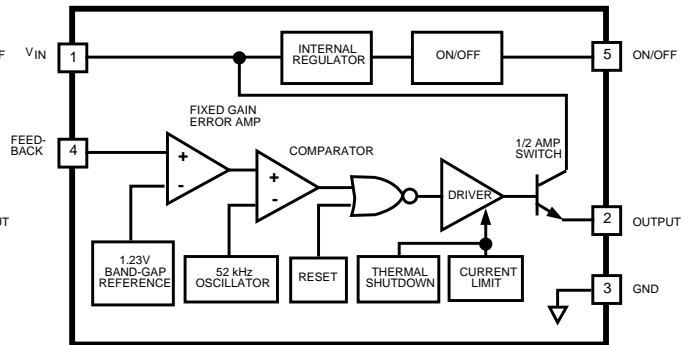 F
V IN
1
INTERNAL
REGULATOR
ON/OFF
5
ON/OFF
FIXED GAIN
ERROR AMP
FEED-
BACK
4
COMPARATOR
1/2 AMP
SWITCH
+
-
+
-
DRIVER
2
OUTPUT
UT
1.23V
BAND-GAP
REFERENCE
52 kHz
OSCILLATOR
RESET
THERMAL
SHUTDOWN
CURRENT
LIMIT
3
GND